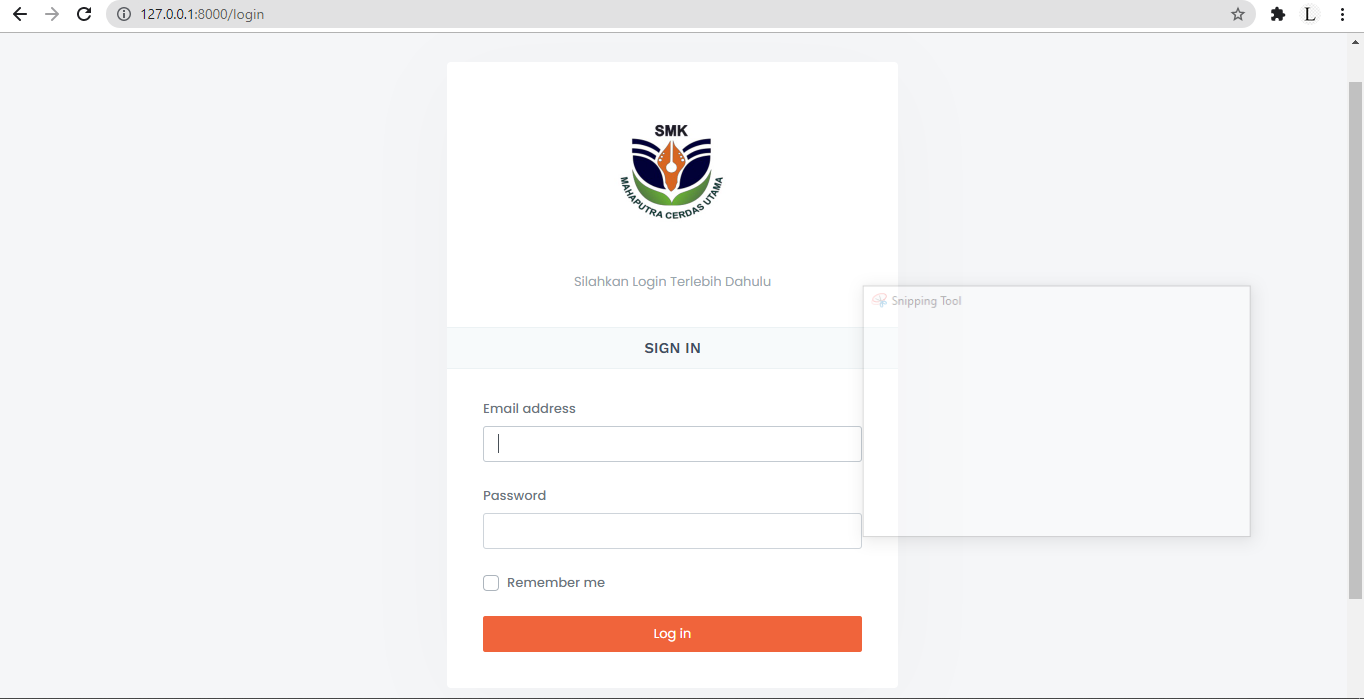 127.0.0.1:8000/login
L
SMK
MAHAPUTRA CERDAS UTAMA
Silahkan Login Terlebih Dahulu
Snipping Tool
SIGN IN
Email address
Password
Remember me
Log in